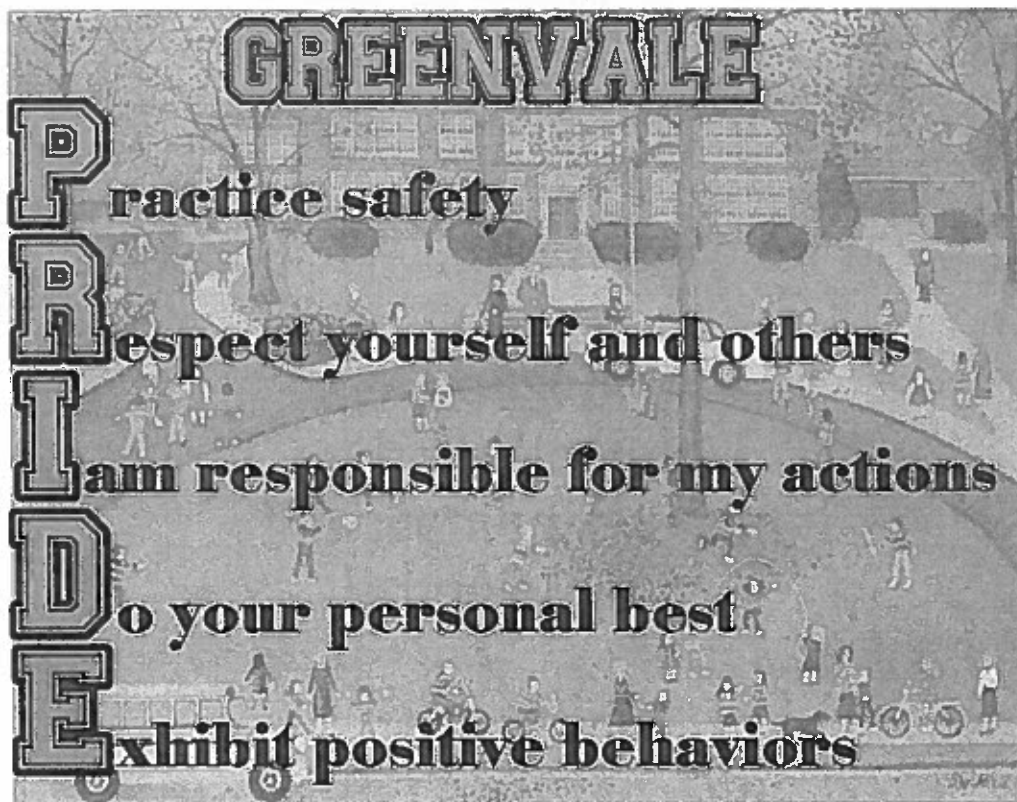 GREENVALE
Practice safety
Respect yourself and others
I am responsible for my actions
Do your personal best
Exhibit positive behaviors